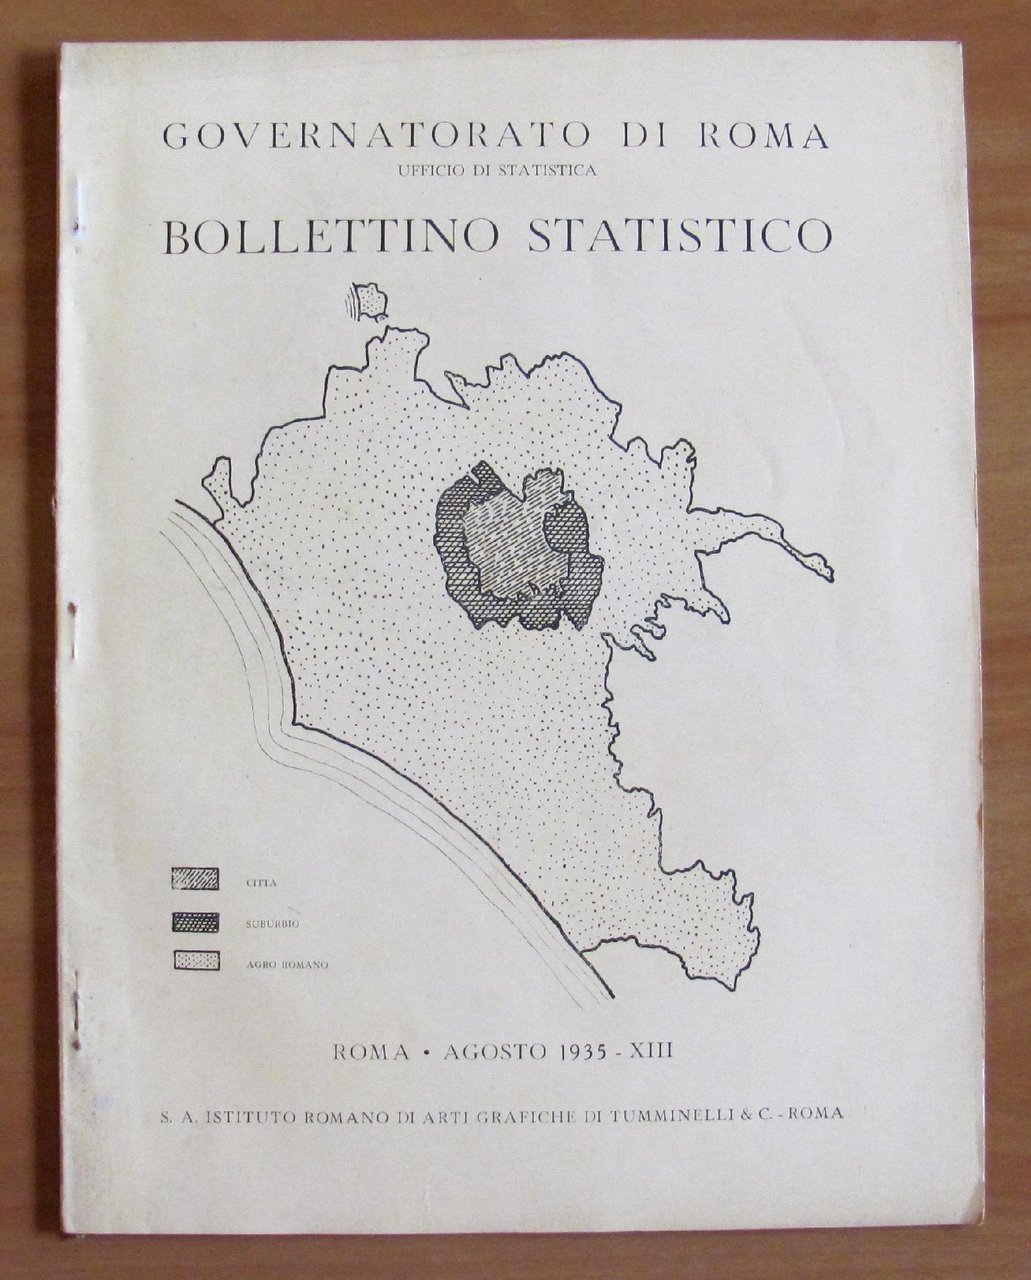 GOVERNATORATO DI ROMA
UFFICIO DI STATISTICA
BOLLETTINO STATISTICO
CITTA
SUBURBIO
AGRO ROMANO
ROMA • AGOSTO 1935 - XIII
S. A. ISTITUTO ROMANO DI ARTI GRAFICHE DI TUMMINELLI & C. - ROMA